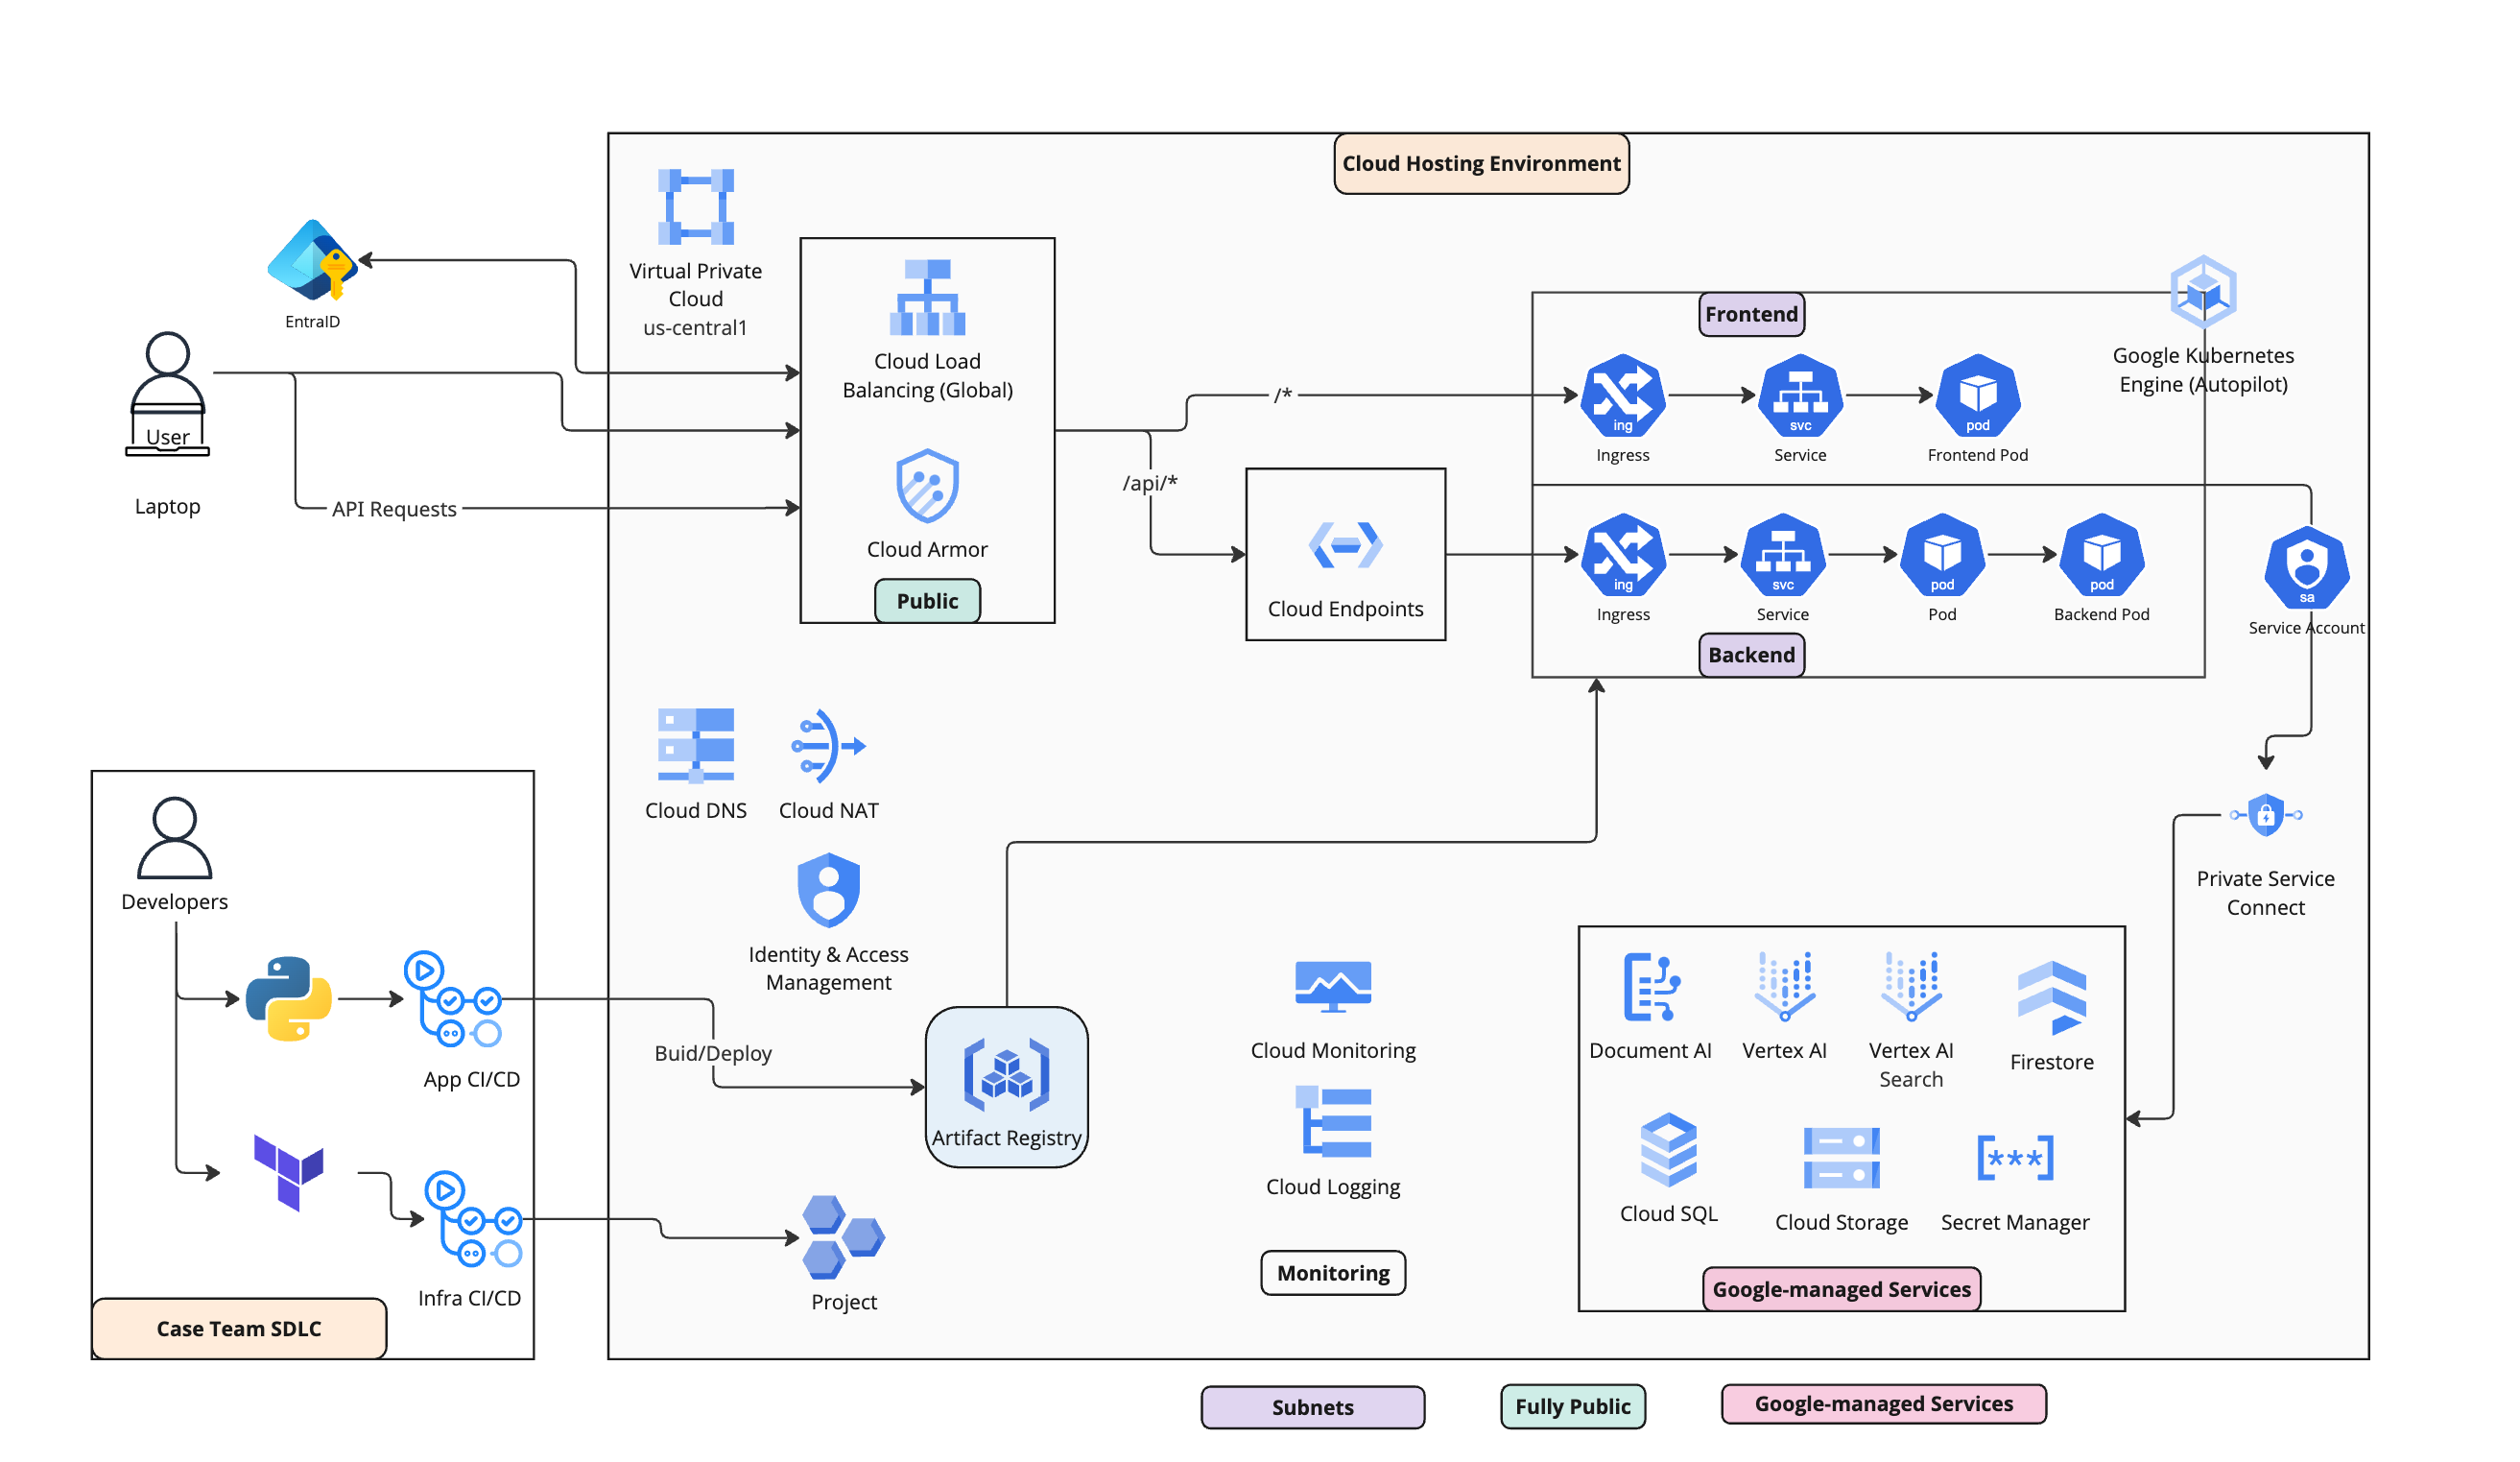 Cloud Hosting Environment
Virtual Private
Cloud
us-central1
EntraID
User
Laptop
API Requests
Cloud Load
Balancing (Global)
Cloud Armor
Public
/*
/api/*
Cloud Endpoints
Frontend
Google Kubernetes
Engine (Autopilot)
ing
Ingress
svc
Service
pod
Frontend Pod
ing
Ingress
svc
Service
pod
Pod
pod
Backend Pod
sa
Service Account
Backend
Cloud DNS
Cloud NAT
Identity & Access
Management
Private Service
Connect
Developers
App CI/CD
Buid/Deploy
Artifact Registry
Infra CI/CD
Project
Case Team SDLC
Cloud Monitoring
Cloud Logging
Monitoring
Document AI
Vertex AI
Vertex AI
Search
Firestore
Cloud SQL
Cloud Storage
[***]
Secret Manager
Google-managed Services
Subnets
Fully Public
Google-managed Services